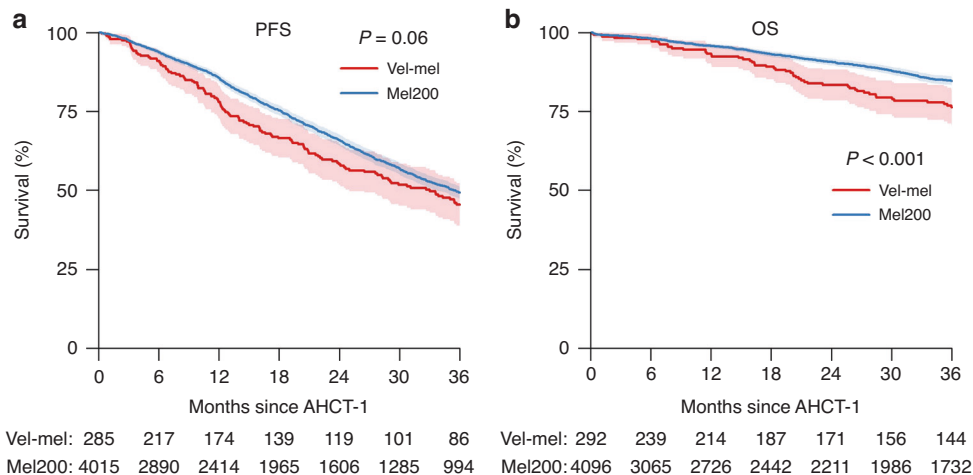 a
PFS
P = 0.06
Vel-mel
Mel200
Survival (%)
100
75
50
25
0
0 6 12 18 24 30 36
Months since AHCT-1
Vel-mel: 285 217 174 139 119 101 86
Mel200: 4015 2890 2414 1965 1606 1285 994
b
OS
P < 0.001
Vel-mel
Mel200
Survival (%)
100
75
50
25
0
0 6 12 18 24 30 36
Months since AHCT-1
Vel-mel: 292 239 214 187 171 156 144
Mel200: 4096 3065 2726 2442 2211 1986 1732